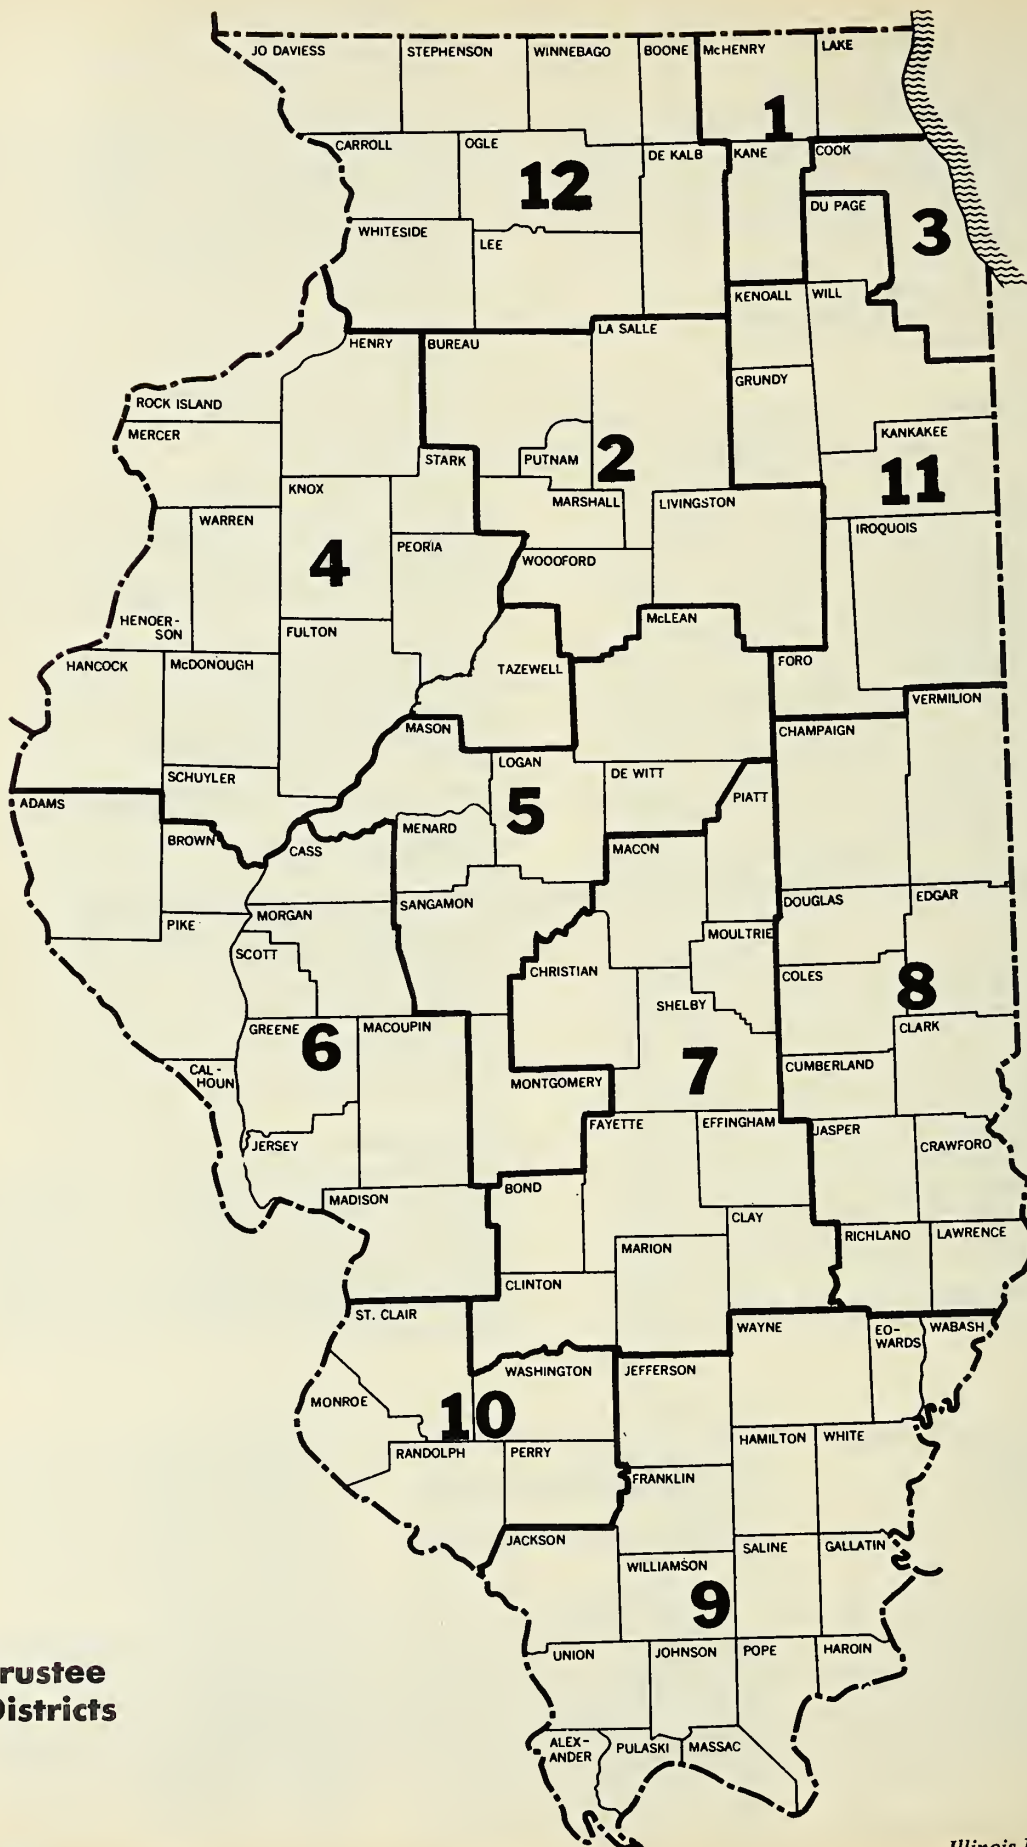 JO DAVIESS
STEPHENSON
WINNEBAGO
BOONE
McHENRY
LAKE
1
CARROLL
OGLE
DE KALB
KANE
COOK
12
DU PAGE
3
WHITESIDE
LEE
KENOALL
WILL
LA SALLE
HENRY
BUREAU
GRUNDY
ROCK ISLAND
MERCER
KANKAKEE
STARK
PUTNAM
2
11
KNOX
MARSHALL
LIVINGSTON
WARREN
IROQUOIS
PEORIA
4
WOOOFORD
HENOER-
SON
FULTON
McLEAN
HANCOCK
McDONOUGH
TAZEWELL
FORO
VERMILION
MASON
CHAMPAIGN
LOGAN
SCHUYLER
DE WITT
ADAMS
PIATT
5
MENARD
BROWN
CASS
MACON
DOUGLAS
EDGAR
SANGAMON
MORGAN
PIKE
MOULTRIE
SCOTT
CHRISTIAN
COLES
8
SHELBY
GREENE
MACOUPIN
CLARK
6
7
CUMBERLAND
CAL-
HOUN
MONTGOMERY
FAYETTE
EFFINGHAM
JASPER
JERSEY
CRAWFORO
BOND
MADISON
CLAY
RICHLANO
LAWRENCE
MARION
CLINTON
ST. CLAIR
WAYNE
EO-
WARDS
WABASH
WASHINGTON
JEFFERSON
MONROE
10
RANDOLPH
PERRY
HAMILTON
WHITE
FRANKLIN
JACKSON
SALINE
GALLATIN
WILLIAMSON
9
UNION
JOHNSON
POPE
HAROIN
rustee
Districts
ALEX-
ANDER
PULASKI
MASSAC
Illinois